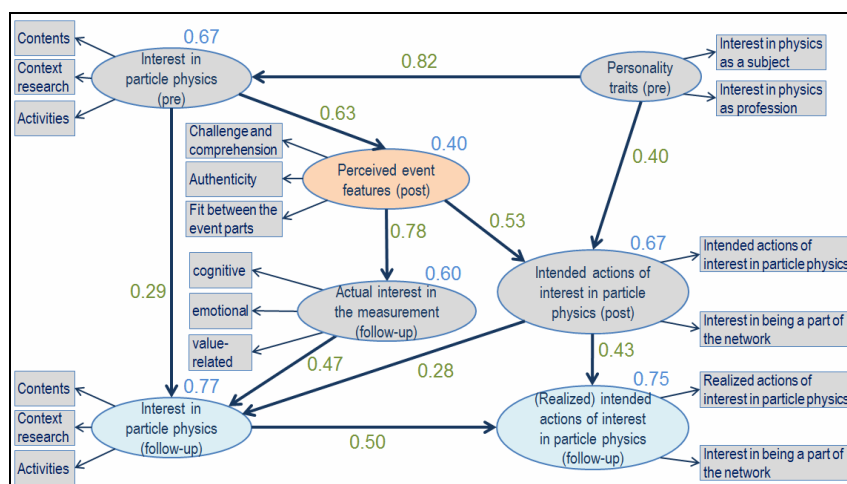 Contents
Context
research
Activities
0.67
Interest in
particle physics
(pre)
0.82
Personality
traits (pre)
Interest in physics
as a subject
Interest in physics
as profession
0.63
0.40
Challenge and
comprehension
Authenticity
Fit between the
event parts
0.40
Perceived event
features (post)
0.78
0.53
0.29
cognitive
emotional
value-
related
0.60
Actual interest in
the measurement
(follow-up)
0.67
Intended actions of
interest in particle
physics (post)
Intended actions of
interest in particle physics
Interest in being a part of
the network
0.47
0.28
0.43
Contents
Context
research
Activities
0.77
Interest in
particle physics
(follow-up)
0.50
0.75
(Realized) intended
actions of interest
in particle physics
(follow-up)
Realized actions of
interest in particle physics
Interest in being a part of
the network